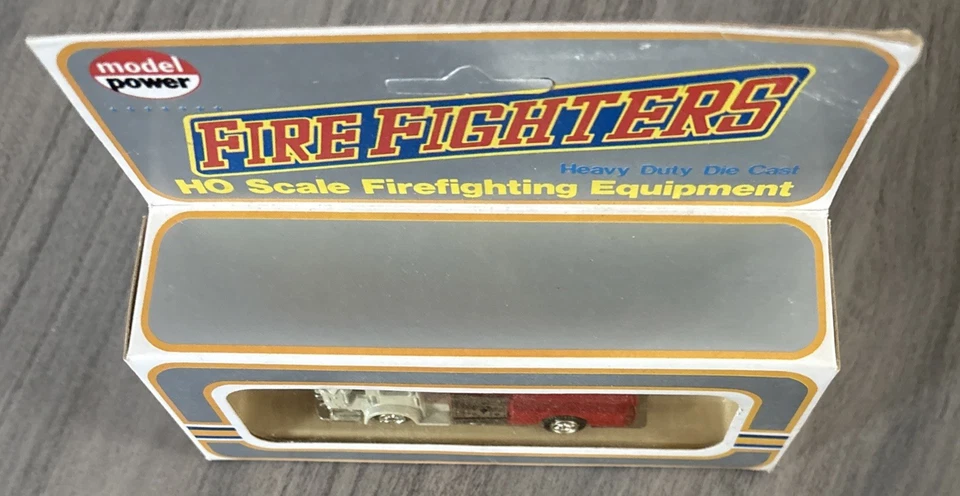 model
power
FIRE FIGHTERS
Heavy Duty Die Cast
HO Scale Firefighting Equipment